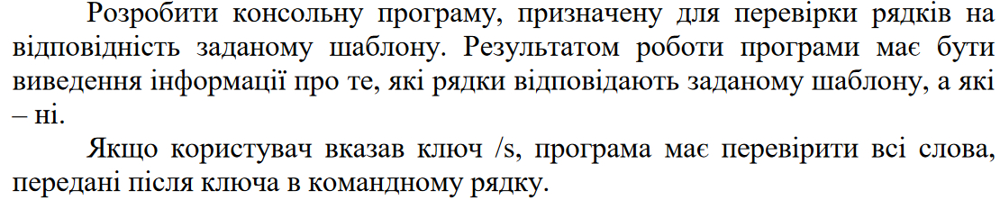 Розробити консольну програму, призначену для перевірки рядків на
відповідність заданому шаблону. Результатом роботи програми має бути
виведення інформації про те, які рядки відповідають заданому шаблону, а які
– ні.
Якщо користувач вказав ключ /s, програма має перевірити всі слова,
передані після ключа в командному рядку.